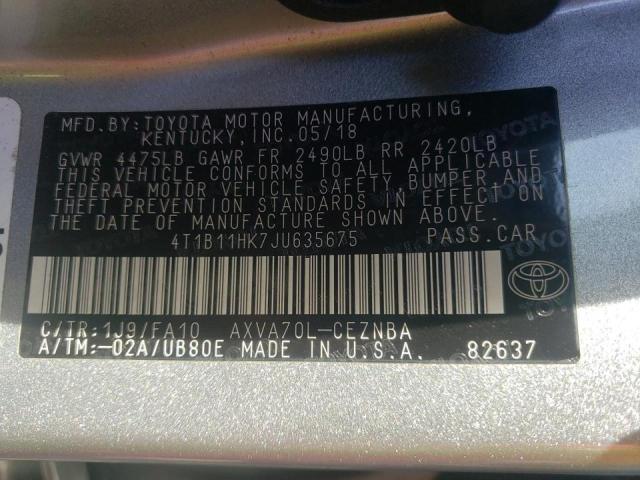 MFD.BY:TOYOTA MOTOR MANUFACTURING,
KENTUCKY, INC.05/18
GVWR 4475LB GAWR FR 2490LB RR 2420LB
THIS VEHICLE CONFORMS TO ALL APPLICABLE
FEDERAL MOTOR VEHICLE SAFETY,BUMPER,AND
THEFT PREVENTION STANDARDS IN EFFECT ON
THE DATE OF MANUFACTURE SHOWN ABOVE.
4T1B11HK7JU635675 PASS.CAR
C/TR:1J9/FA10 AXVA70L-CEZNBA
A/TM:-02A/UB80E MADE IN U.S.A. 82637